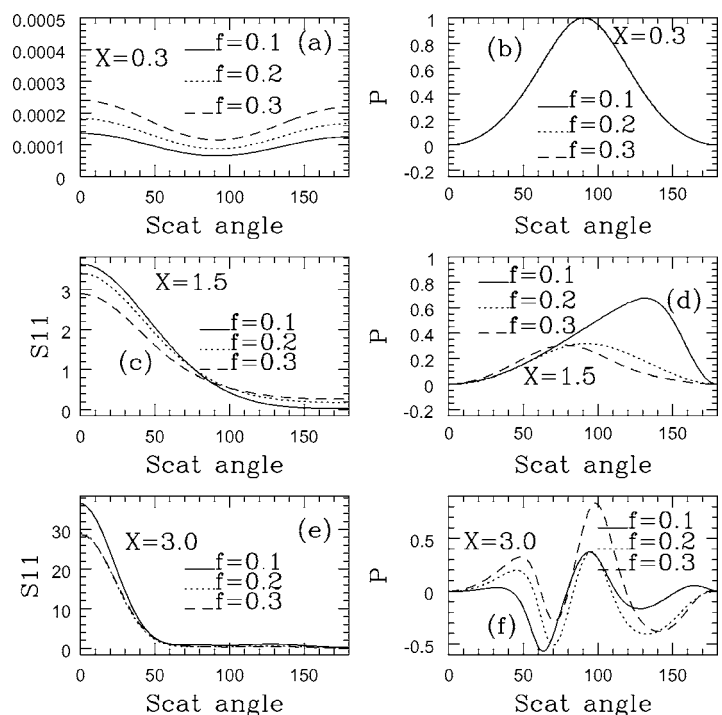 0.0005
0.0004
0.0003
0.0002
0.0001
0
X=0.3
f=0.1
f=0.2
f=0.3
(a)
0 50 100 150
Scat angle
1
0.8
0.6
0.4
0.2
0
-0.2
P
(b)
X=0.3
f=0.1
f=0.2
f=0.3
0 50 100 150
Scat angle
3
2
1
0
S11
X=1.5
f=0.1
f=0.2
f=0.3
(c)
0 50 100 150
Scat angle
1
0.8
0.6
0.4
0.2
0
-0.2
P
f=0.1
f=0.2
f=0.3
(d)
X=1.5
0 50 100 150
Scat angle
30
20
10
0
S11
(e)
X=3.0
f=0.1
f=0.2
f=0.3
0 50 100 150
Scat angle
0.5
0
-0.5
P
X=3.0
f=0.1
f=0.2
f=0.3
(f)
0 50 100 150
Scat angle